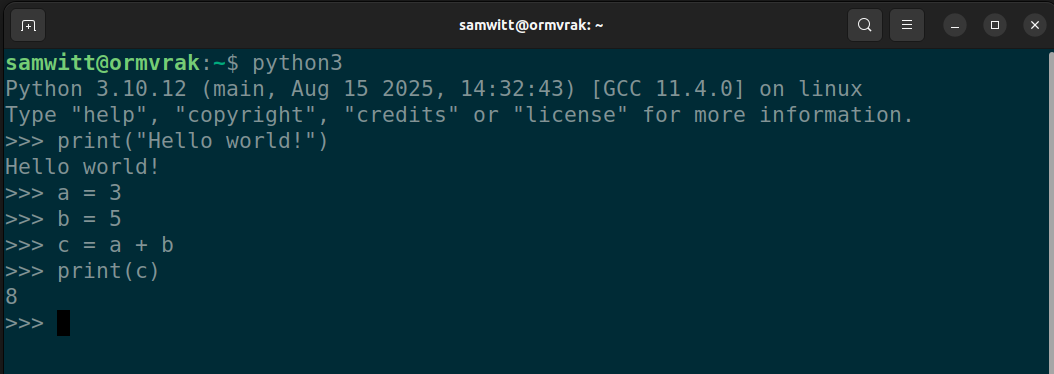 samwitt@ormvrak: ~
samwitt@ormvrak:~$ python3
Python 3.10.12 (main, Aug 15 2025, 14:32:43) [GCC 11.4.0] on linux
Type "help", "copyright", "credits" or "license" for more information.
>>> print("Hello world!")
Hello world!
>>> a = 3
>>> b = 5
>>> c = a + b
>>> print(c)
8
>>>